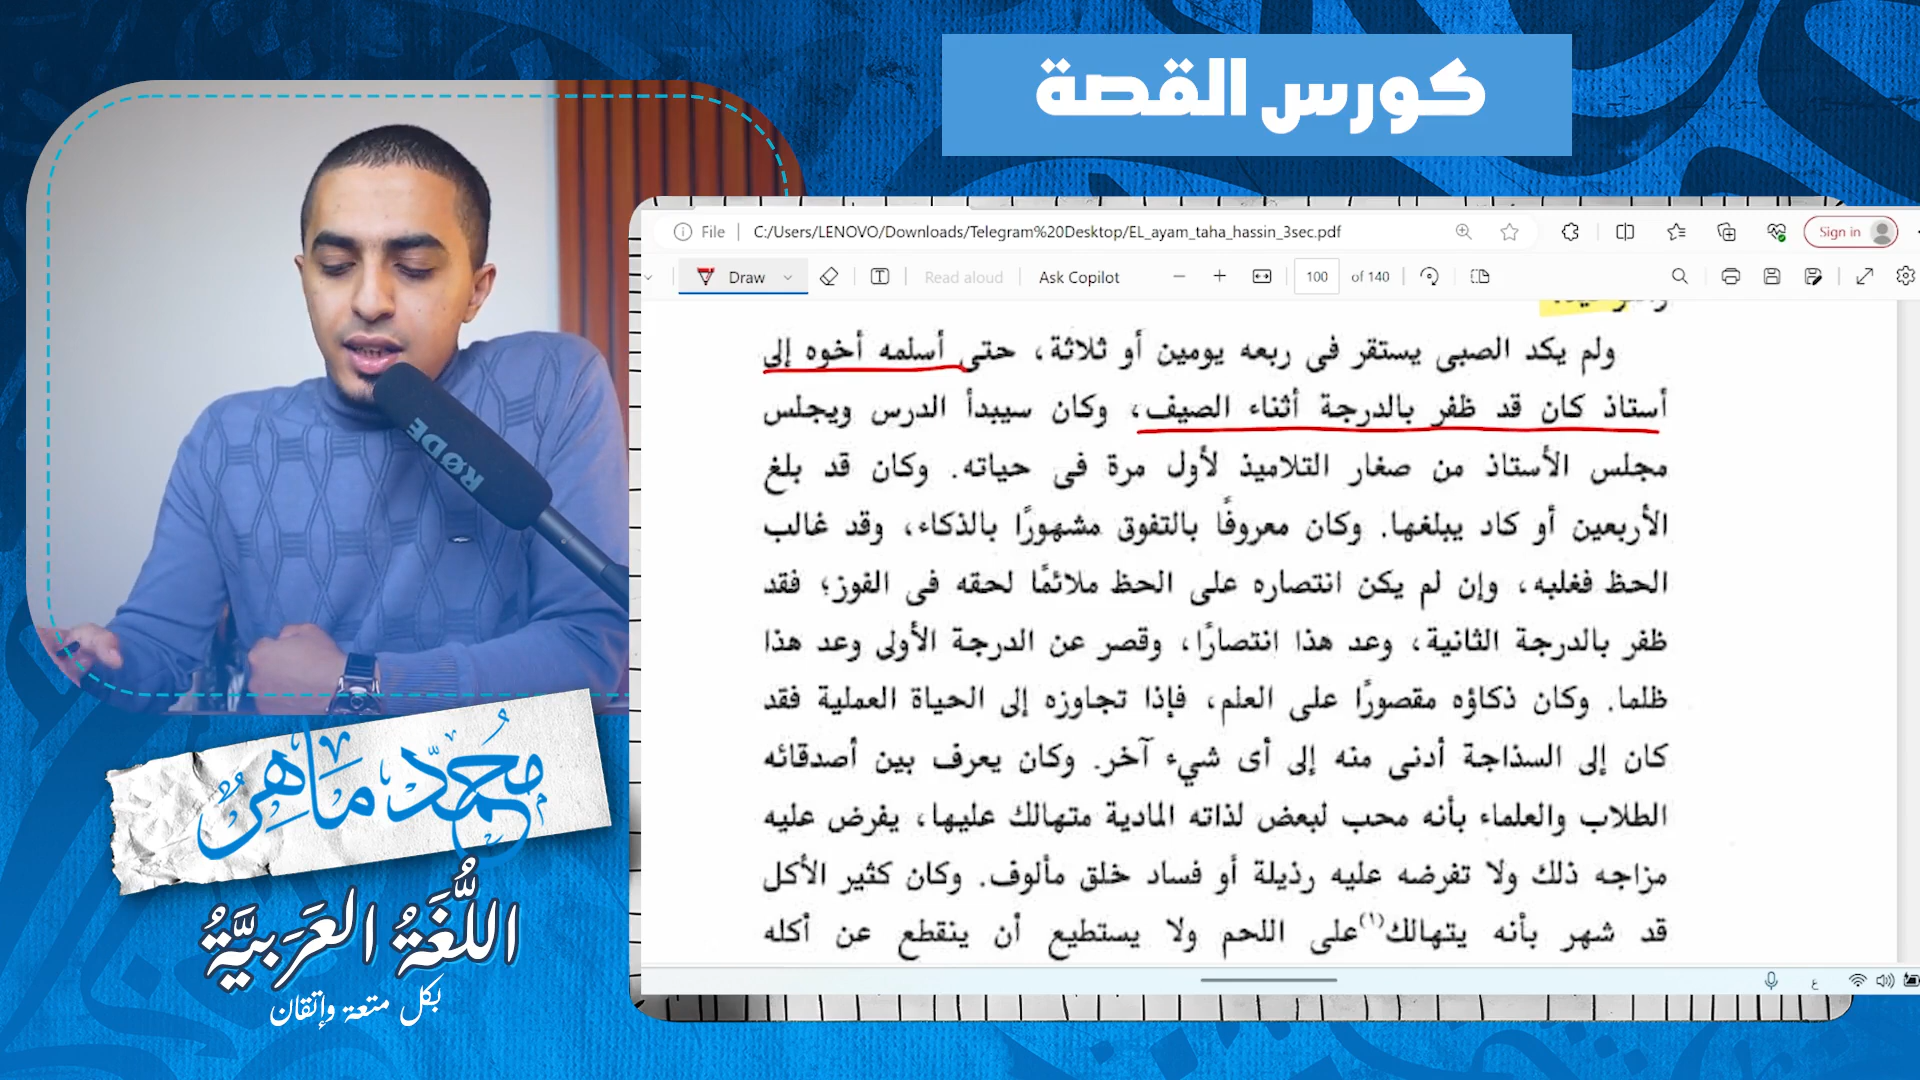 كورس القصة
File
C:/Users/LENOVO/Downloads/Telegram%20Desktop/EL_ayam_taha_hassin_3sec.pdf
Sign in
Draw
Read aloud
Ask Copilot
100
of 140
ولم يكد الصبى يستقر فى ربعه يومين أو ثلاثة، حتى أسلمه أخوه إلى
أستاذ كان قد ظفر بالدرجة أثناء الصيف، وكان سيبدأ الدرس ويجلس
مجلس الأستاذ من صغار التلاميذ لأول مرة فى حياته. وكان قد بلغ
الأربعين أو كاد يبلغها. وكان معروفًا بالتفوق مشهورًا بالذكاء، وقد غالب
الحظ فغلبه، وإن لم يكن انتصاره على الحظ ملائمًا لحقه فى الفوز؛ فقد
ظفر بالدرجة الثانية، وعد هذا انتصارًا، وقصر عن الدرجة الأولى وعد هذا
ظلما. وكان ذكاؤه مقصورًا على العلم، فإذا تجاوزه إلى الحياة العملية فقد
كان إلى السذاجة أدنى منه إلى أى شيء آخر. وكان يعرف بين أصدقائه
الطلاب والعلماء بأنه محب لبعض لذاته المادية متهالك عليها، يفرض عليه
مزاجه ذلك ولا تفرضه عليه رذيلة أو فساد خلق مألوف. وكان كثير الأكل
قد شهر بأنه يتهالك(١)على اللحم ولا يستطيع أن ينقطع عن أكله
ع
RØDE
مُحَمَّد مَاهِرٌ
اللُّغَةُ العَرَبيَّةُ
بكل متعة وإتقان